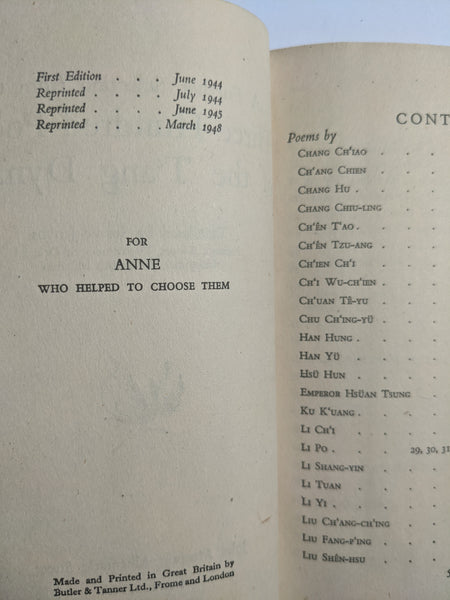 First Edition . . . June 1944
Reprinted . . . . July 1944
Reprinted . . . . June 1945
Reprinted . . . . March 1948
FOR
ANNE
WHO HELPED TO CHOOSE THEM
Made and Printed in Great Britain by
Butler & Tanner Ltd., Frome and London
CONT
Poems by
CHANG CH'IAO . . .
CH'ANG CHIEN . . .
CHANG HU . . . .
CHANG CHIU-LING . .
CH'ÊN T'AO . . . .
CH'ÊN TZU-ANG . . .
CH'IEN CH'I . . .
CH'I WU-CH'IEN . . .
CH'UAN TÊ-YU . . .
CHU CH'ING-YÜ . . .
HAN HUNG . . . .
HAN YÜ . . . .
HSÜ HUN . . . .
EMPEROR HSÜAN TSUNG .
KU K'UANG . . . .
LI CH'I . . . .
LI PO . . . 29, 30, 31
LI SHANG-YIN . . .
LI TUAN . . . .
LI YI . . . .
LIU CH'ANG-CH'ING . .
LIU FANG-P'ING . . .
LIU SHÊN-HSU . . .
5